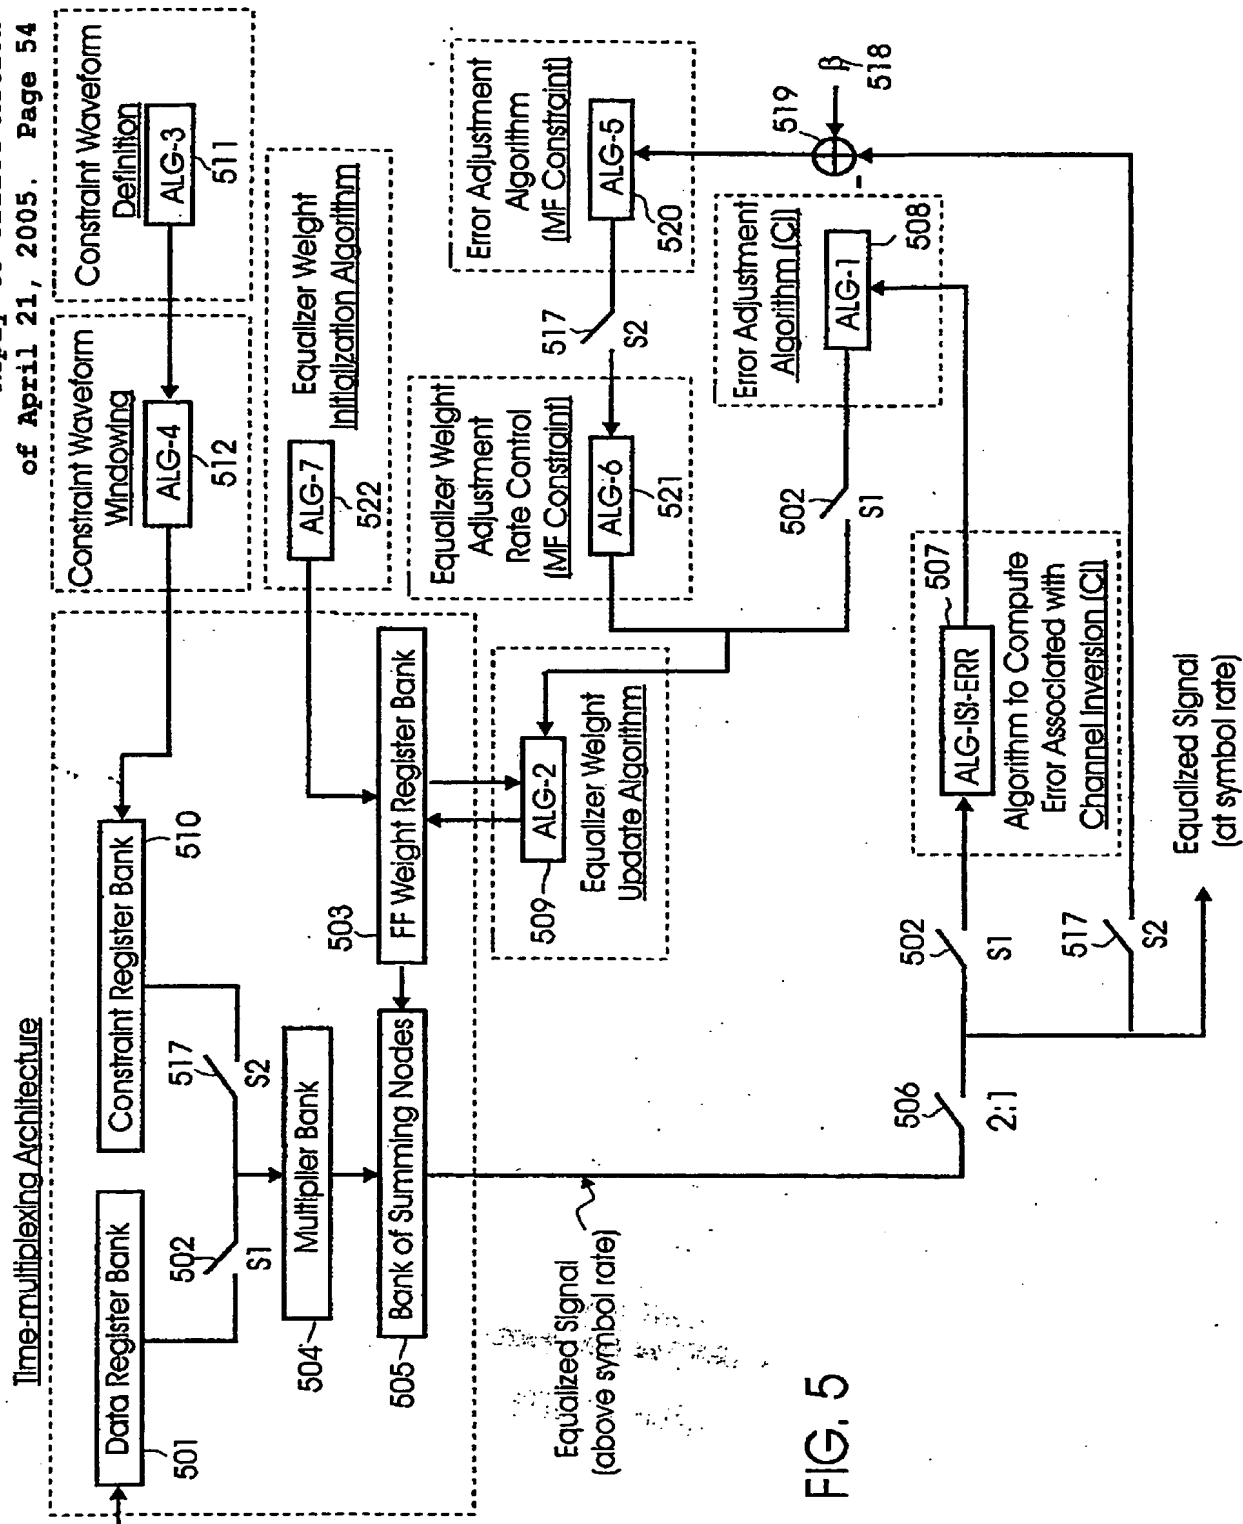 of April 21, 2005. Page 54
Time-multiplexing Architecture
Data Register Bank
501
Constraint Register Bank
510
502
S1
517
S2
Multiplier Bank
504
Bank of Summing Nodes
505
FF Weight Register Bank
503
Constraint Waveform
Windowing
ALG-4
512
Constraint Waveform
Definition
ALG-3
511
ALG-7
522
Equalizer Weight
Initialization Algorithm
ALG-2
509
Equalizer Weight
Update Algorithm
Equalizer Weight
Adjustment
Rate Control
(MF Constraint)
ALG-6
521
517
S2
Error Adjustment
Algorithm
(MF Constraint)
ALG-5
520
519
β
518
-
Error Adjustment
Algorithm (CI)
ALG-1
508
502
S1
507
ALG-ISI-ERR
Algorithm to Compute
Error Associated with
Channel Inversion (CI)
502
S1
517
S2
506
2:1
Equalized Signal
(above symbol rate)
Equalized Signal
(at symbol rate)
FIG. 5